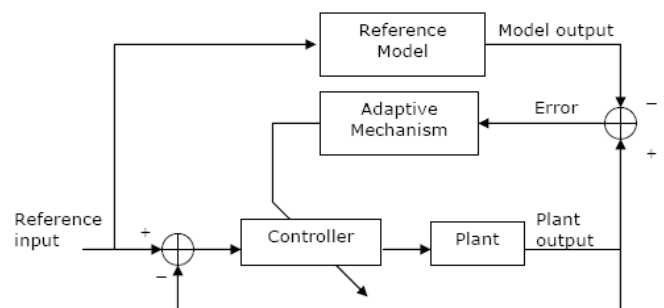 Reference
Model
Model output
−
Adaptive
Mechanism
Error
+
Reference
input
+
−
Controller
Plant
Plant
output